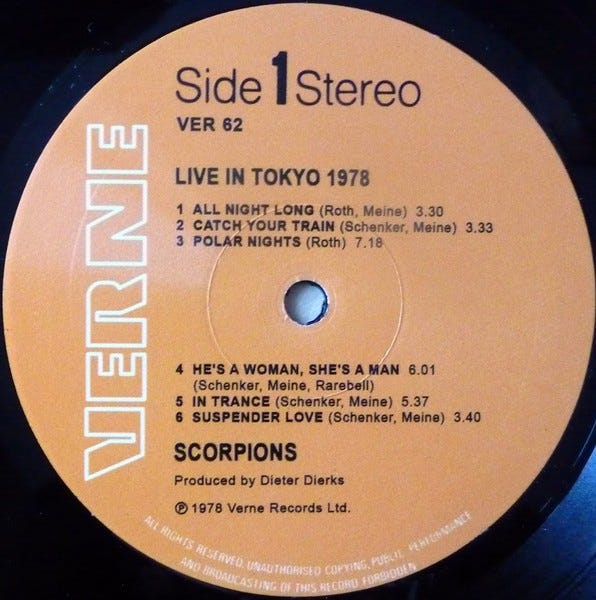 Side 1 Stereo
VER 62
VERNE
LIVE IN TOKYO 1978
1 ALL NIGHT LONG (Roth, Meine) 3.30
2 CATCH YOUR TRAIN (Schenker, Meine) 3.33
3 POLAR NIGHTS (Roth) 7.18
4 HE'S A WOMAN, SHE'S A MAN 6.01
(Schenker, Meine, Rarebell)
5 IN TRANCE (Schenker, Meine) 5.37
6 SUSPENDER LOVE (Schenker, Meine) 3.40
SCORPIONS
Produced by Dieter Dierks
℗ 1978 Verne Records Ltd.
ALL RIGHTS RESERVED, UNAUTHORISED COPYING, PUBLIC PERFORMANCE
AND BROADCASTING OF THIS RECORD FORBIDDEN